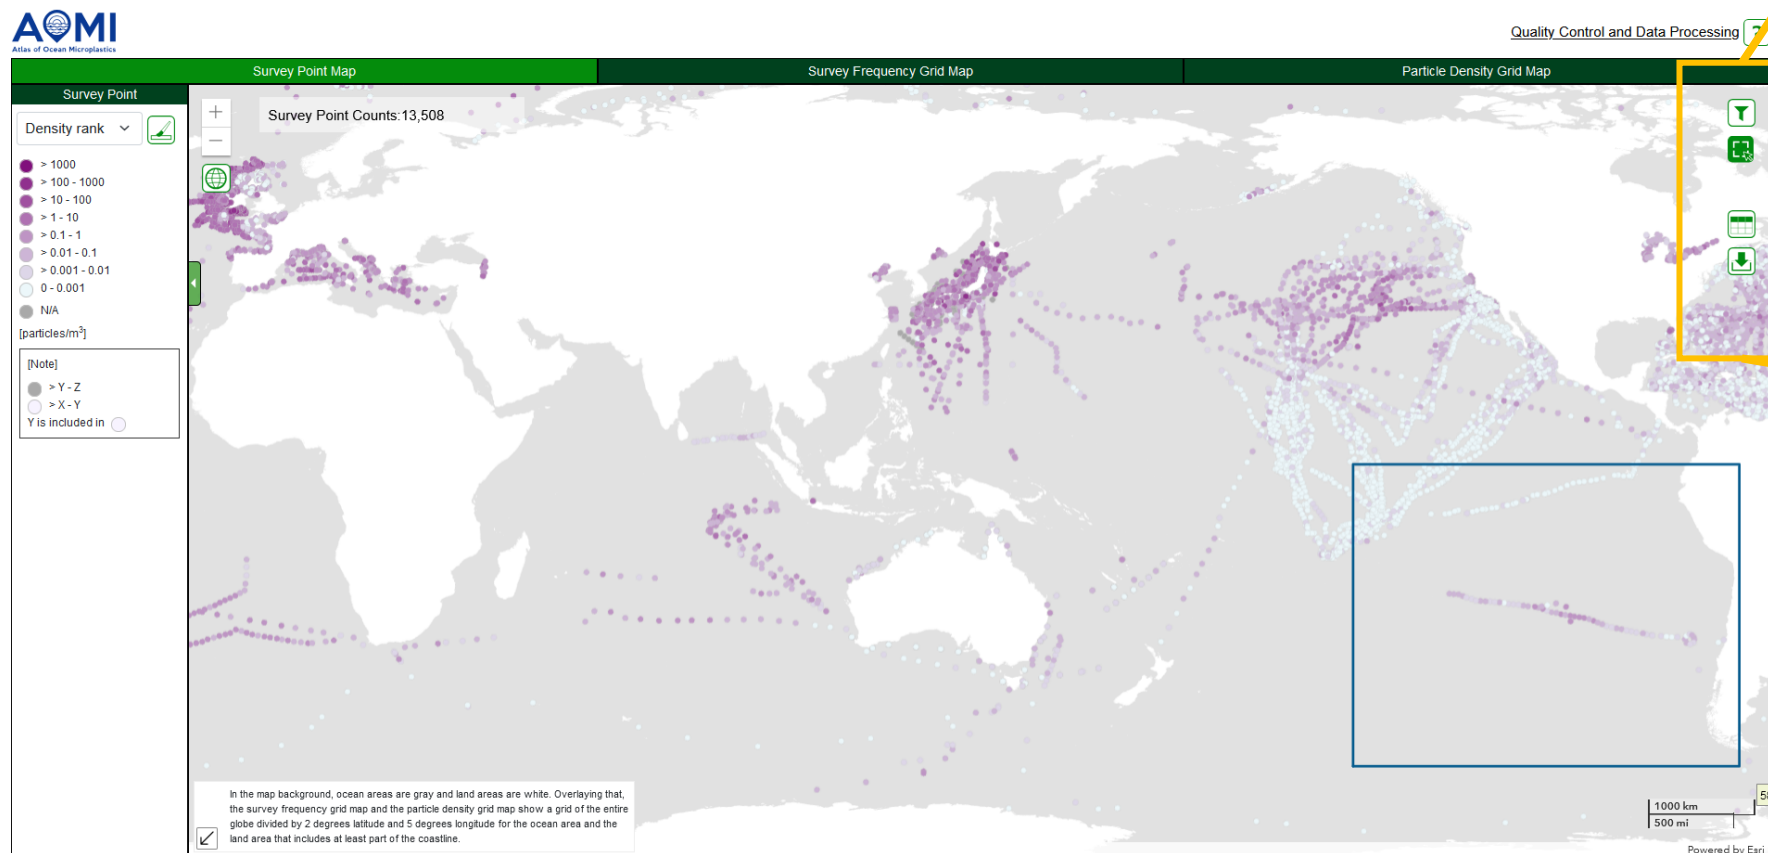 AOMI
Atlas of Ocean Microplastics
Quality Control and Data Processing
?
Survey Point Map
Survey Frequency Grid Map
Particle Density Grid Map
Survey Point
Density rank
> 1000
> 100 - 1000
> 10 - 100
> 1 - 10
> 0.1 - 1
> 0.01 - 0.1
> 0.001 - 0.01
0 - 0.001
N/A
[particles/m³]
[Note]
> Y - Z
> X - Y
Y is included in
+
−
Survey Point Counts:13,508
In the map background, ocean areas are gray and land areas are white. Overlaying that,
the survey frequency grid map and the particle density grid map show a grid of the entire
globe divided by 2 degrees latitude and 5 degrees longitude for the ocean area and the
land area that includes at least part of the coastline.
1000 km
500 mi
Powered by Esri